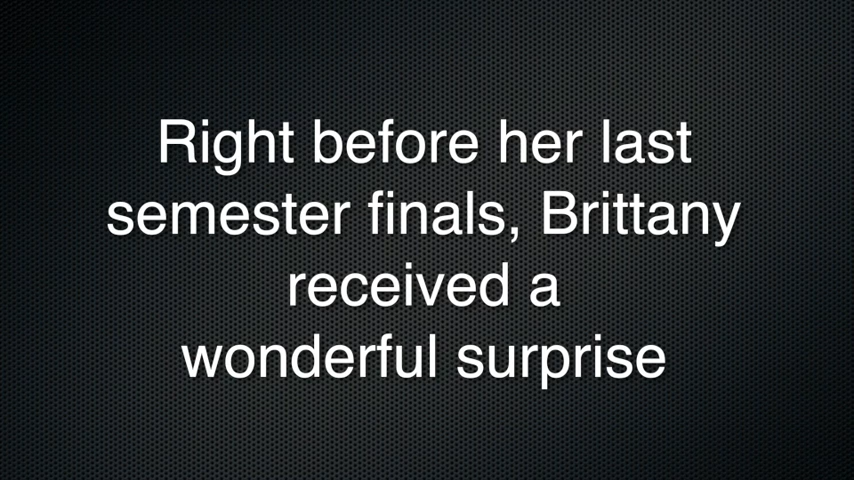 Right before her last
semester finals, Brittany
received a
wonderful surprise